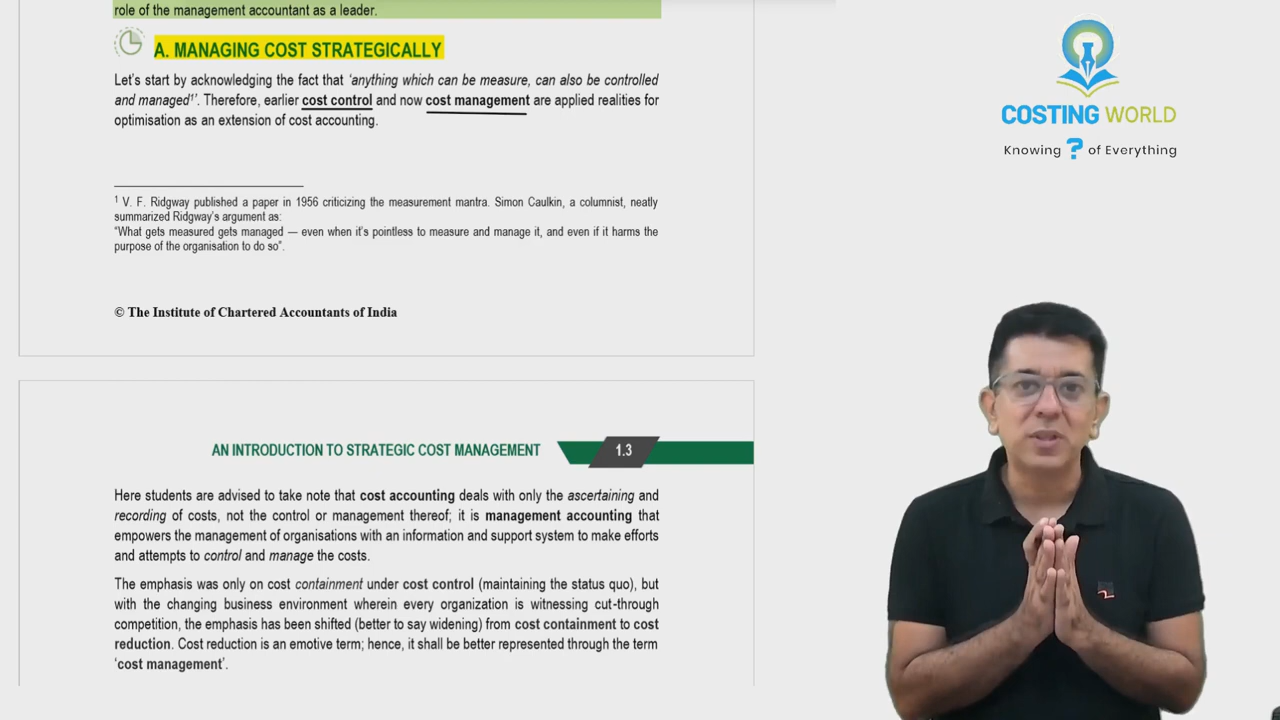 role of the management accountant as a leader.
A. MANAGING COST STRATEGICALLY
Let's start by acknowledging the fact that 'anything which can be measure, can also be controlled
and managed¹'. Therefore, earlier cost control and now cost management are applied realities for
optimisation as an extension of cost accounting.
¹ V. F. Ridgway published a paper in 1956 criticizing the measurement mantra. Simon Caulkin, a columnist, neatly
summarized Ridgway's argument as:
“What gets measured gets managed — even when it's pointless to measure and manage it, and even if it harms the
purpose of the organisation to do so”.
© The Institute of Chartered Accountants of India
AN INTRODUCTION TO STRATEGIC COST MANAGEMENT
1.3
Here students are advised to take note that cost accounting deals with only the ascertaining and
recording of costs, not the control or management thereof; it is management accounting that
empowers the management of organisations with an information and support system to make efforts
and attempts to control and manage the costs.
The emphasis was only on cost containment under cost control (maintaining the status quo), but
with the changing business environment wherein every organization is witnessing cut-through
competition, the emphasis has been shifted (better to say widening) from cost containment to cost
reduction. Cost reduction is an emotive term; hence, it shall be better represented through the term
'cost management'.
COSTING WORLD
Knowing ? of Everything